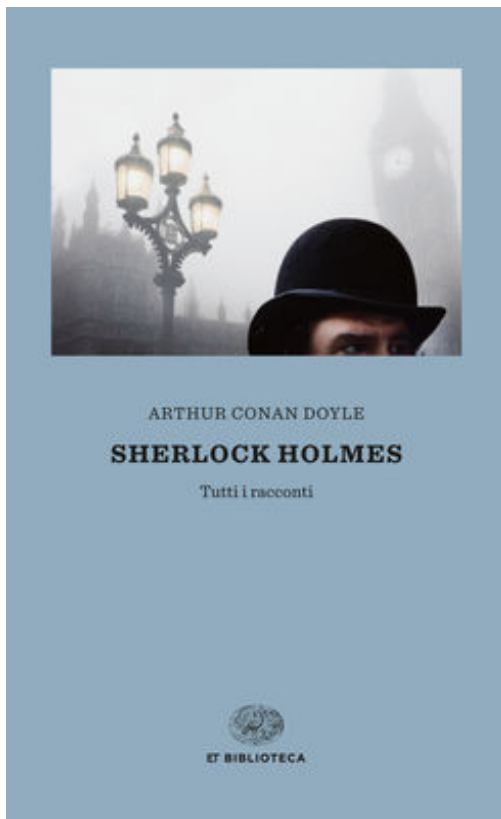 ARTHUR CONAN DOYLE
SHERLOCK HOLMES
Tutti i racconti
ET BIBLIOTECA